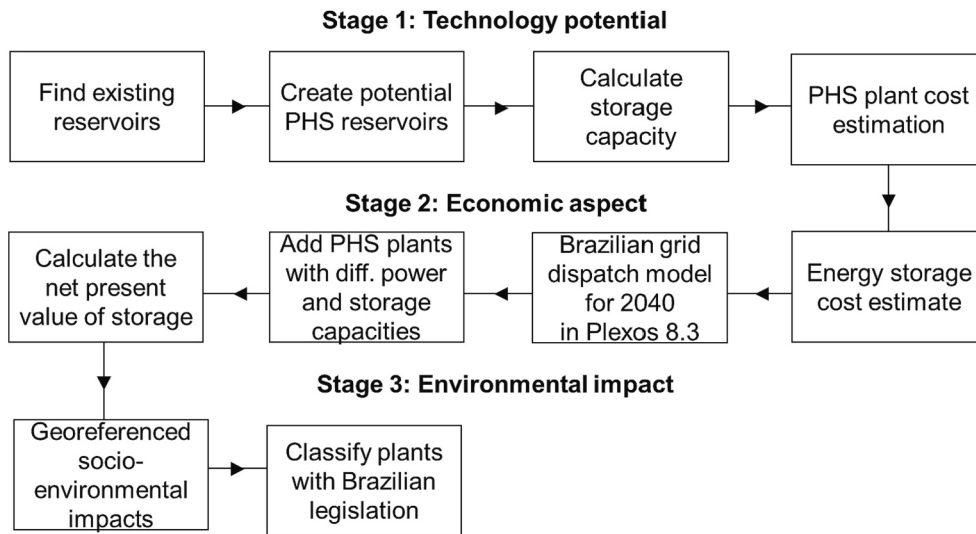 Stage 1: Technology potential
Find existing
reservoirs
Create potential
PHS reservoirs
Calculate
storage
capacity
PHS plant cost
estimation
Stage 2: Economic aspect
Energy storage
cost estimate
Brazilian grid
dispatch model
for 2040
in Plexos 8.3
Add PHS plants
with diff. power
and storage
capacities
Calculate the
net present
value of storage
Stage 3: Environmental impact
Georeferenced
socio-
environmental
impacts
Classify plants
with Brazilian
legislation